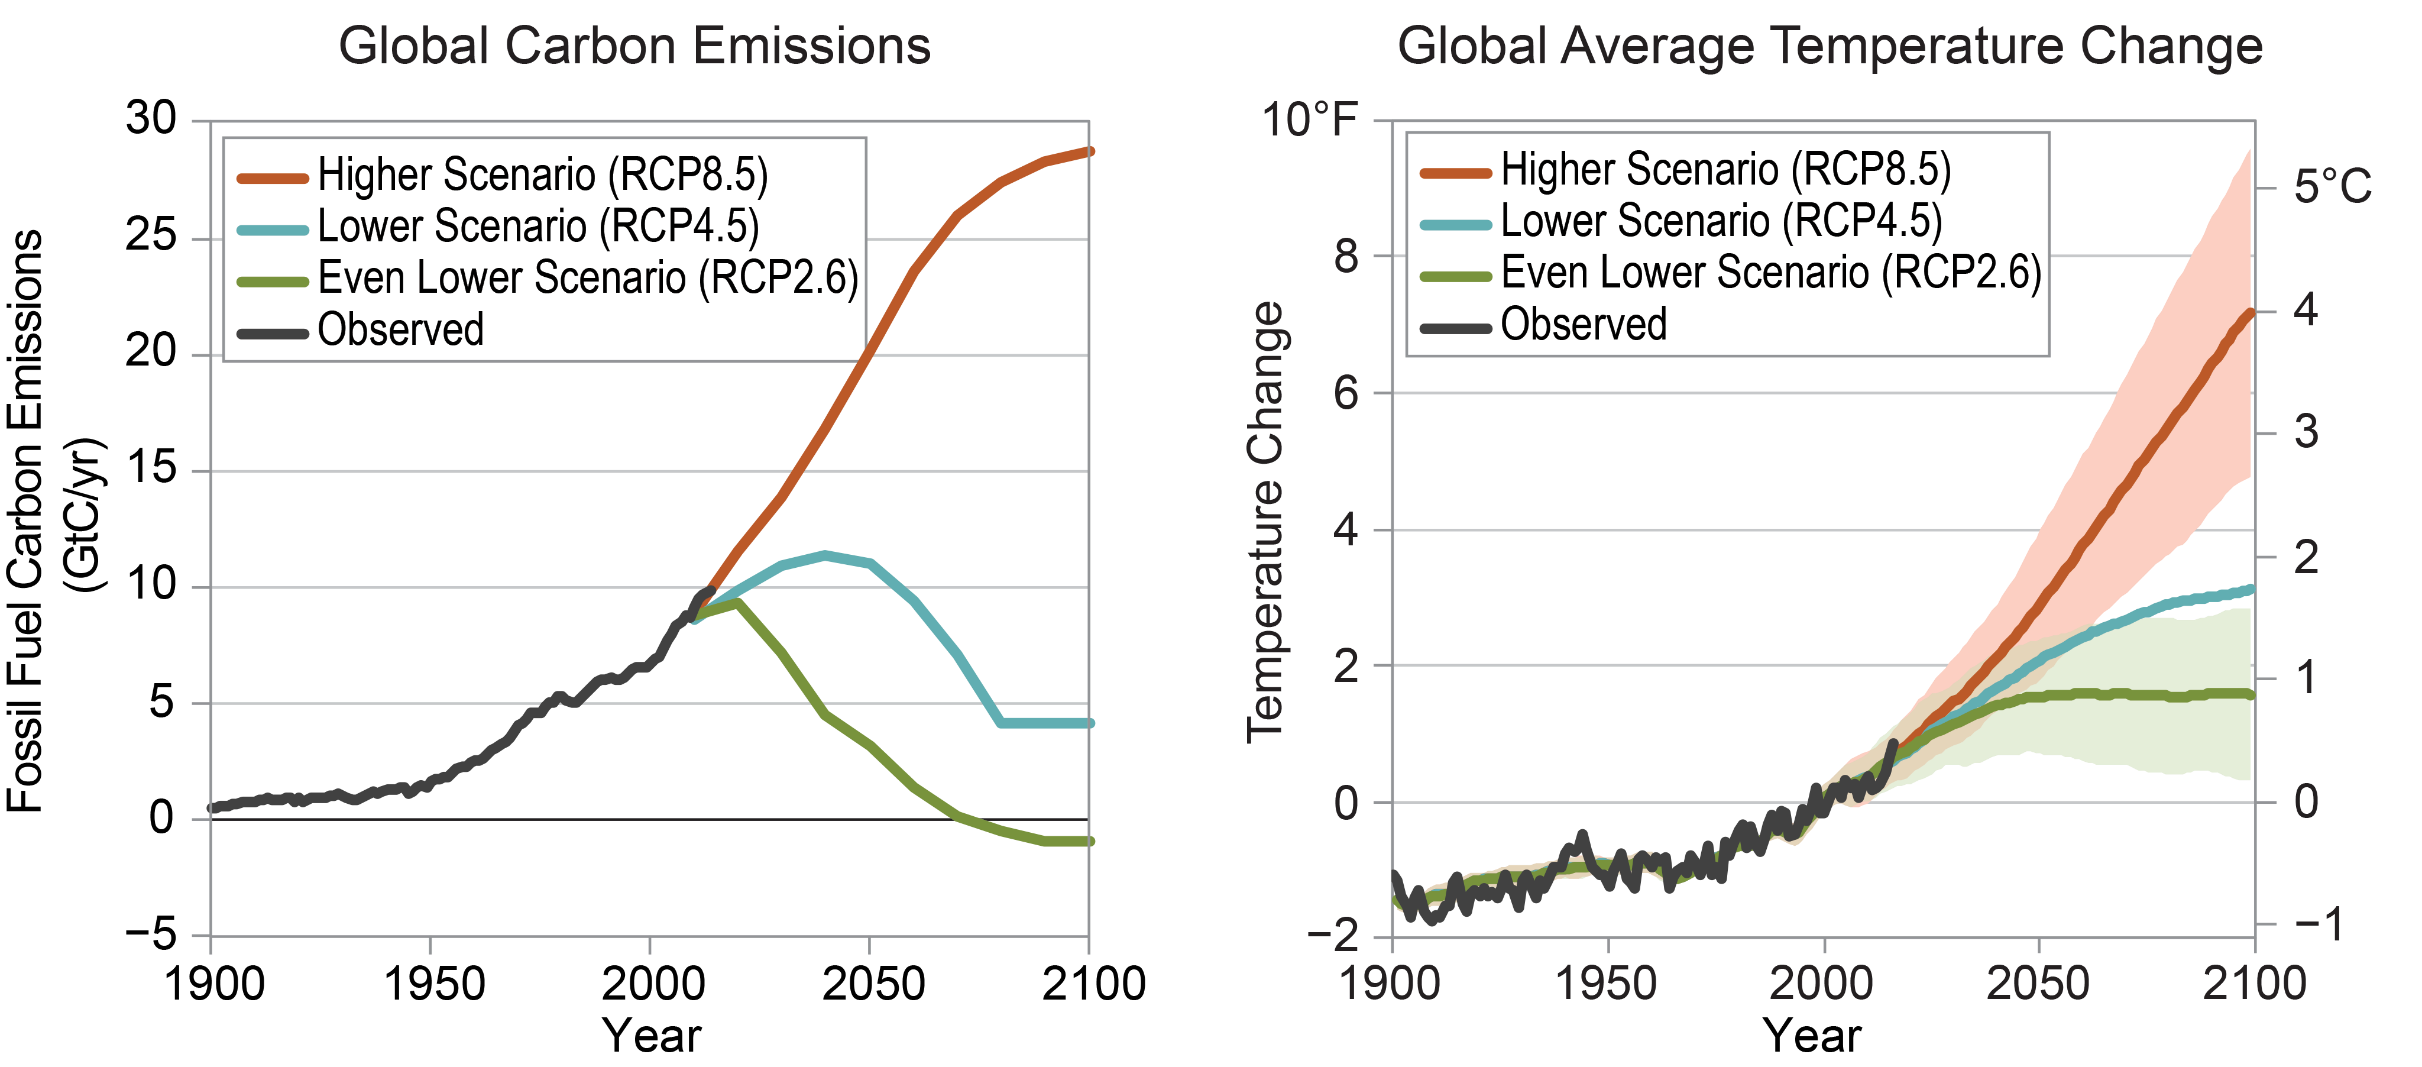 Global Carbon Emissions
30
25
20
15
10
5
0
−5
Fossil Fuel Carbon Emissions
(GtC/yr)
Higher Scenario (RCP8.5)
Lower Scenario (RCP4.5)
Even Lower Scenario (RCP2.6)
Observed
1900 1950 2000 2050 2100
Year
Global Average Temperature Change
10°F
8
6
4
2
0
−2
Temperature Change
Higher Scenario (RCP8.5)
Lower Scenario (RCP4.5)
Even Lower Scenario (RCP2.6)
Observed
5°C
4
3
2
1
0
−1
1900 1950 2000 2050 2100
Year